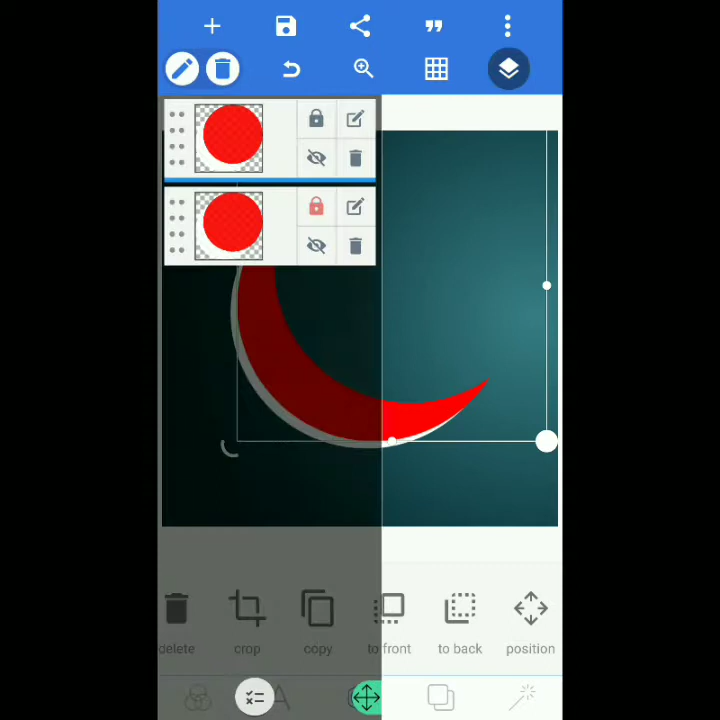 delete
crop
copy
to front
to back
position